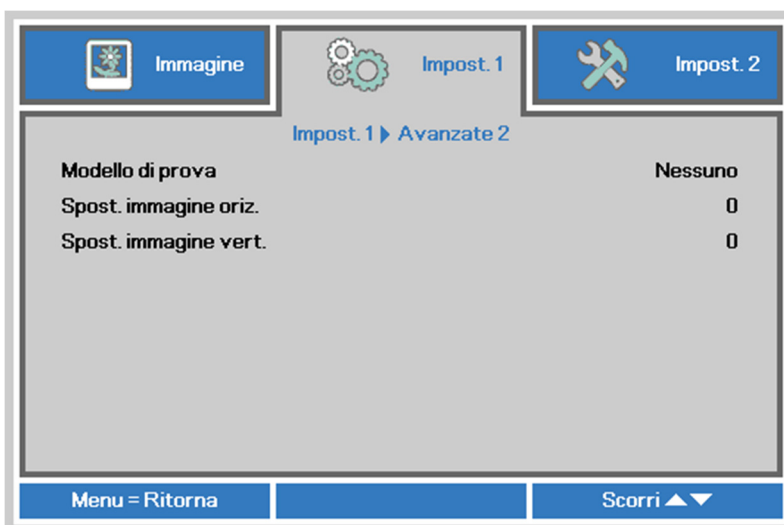 Immagine
Impost. 1
Impost. 2
Impost. 1 ▶ Avanzate 2
Modello di prova Nessuno
Spost. immagine oriz. 0
Spost. immagine vert. 0
Menu = Ritorna
Scorri ▲▼